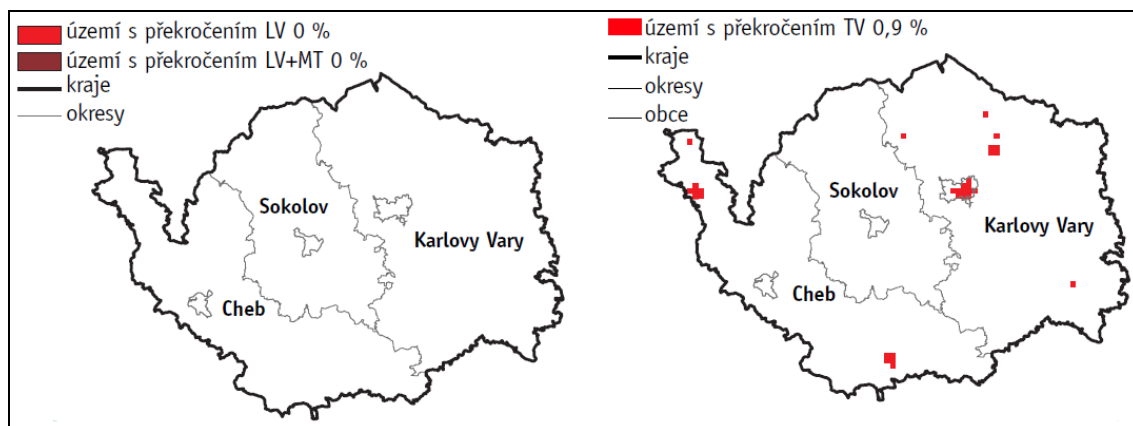 území s překročením LV 0 %
území s překročením LV+MT 0 %
kraje
okresy
Sokolov
Karlovy Vary
Cheb
území s překročením TV 0,9 %
kraje
okresy
obce
Sokolov
Karlovy Vary
Cheb